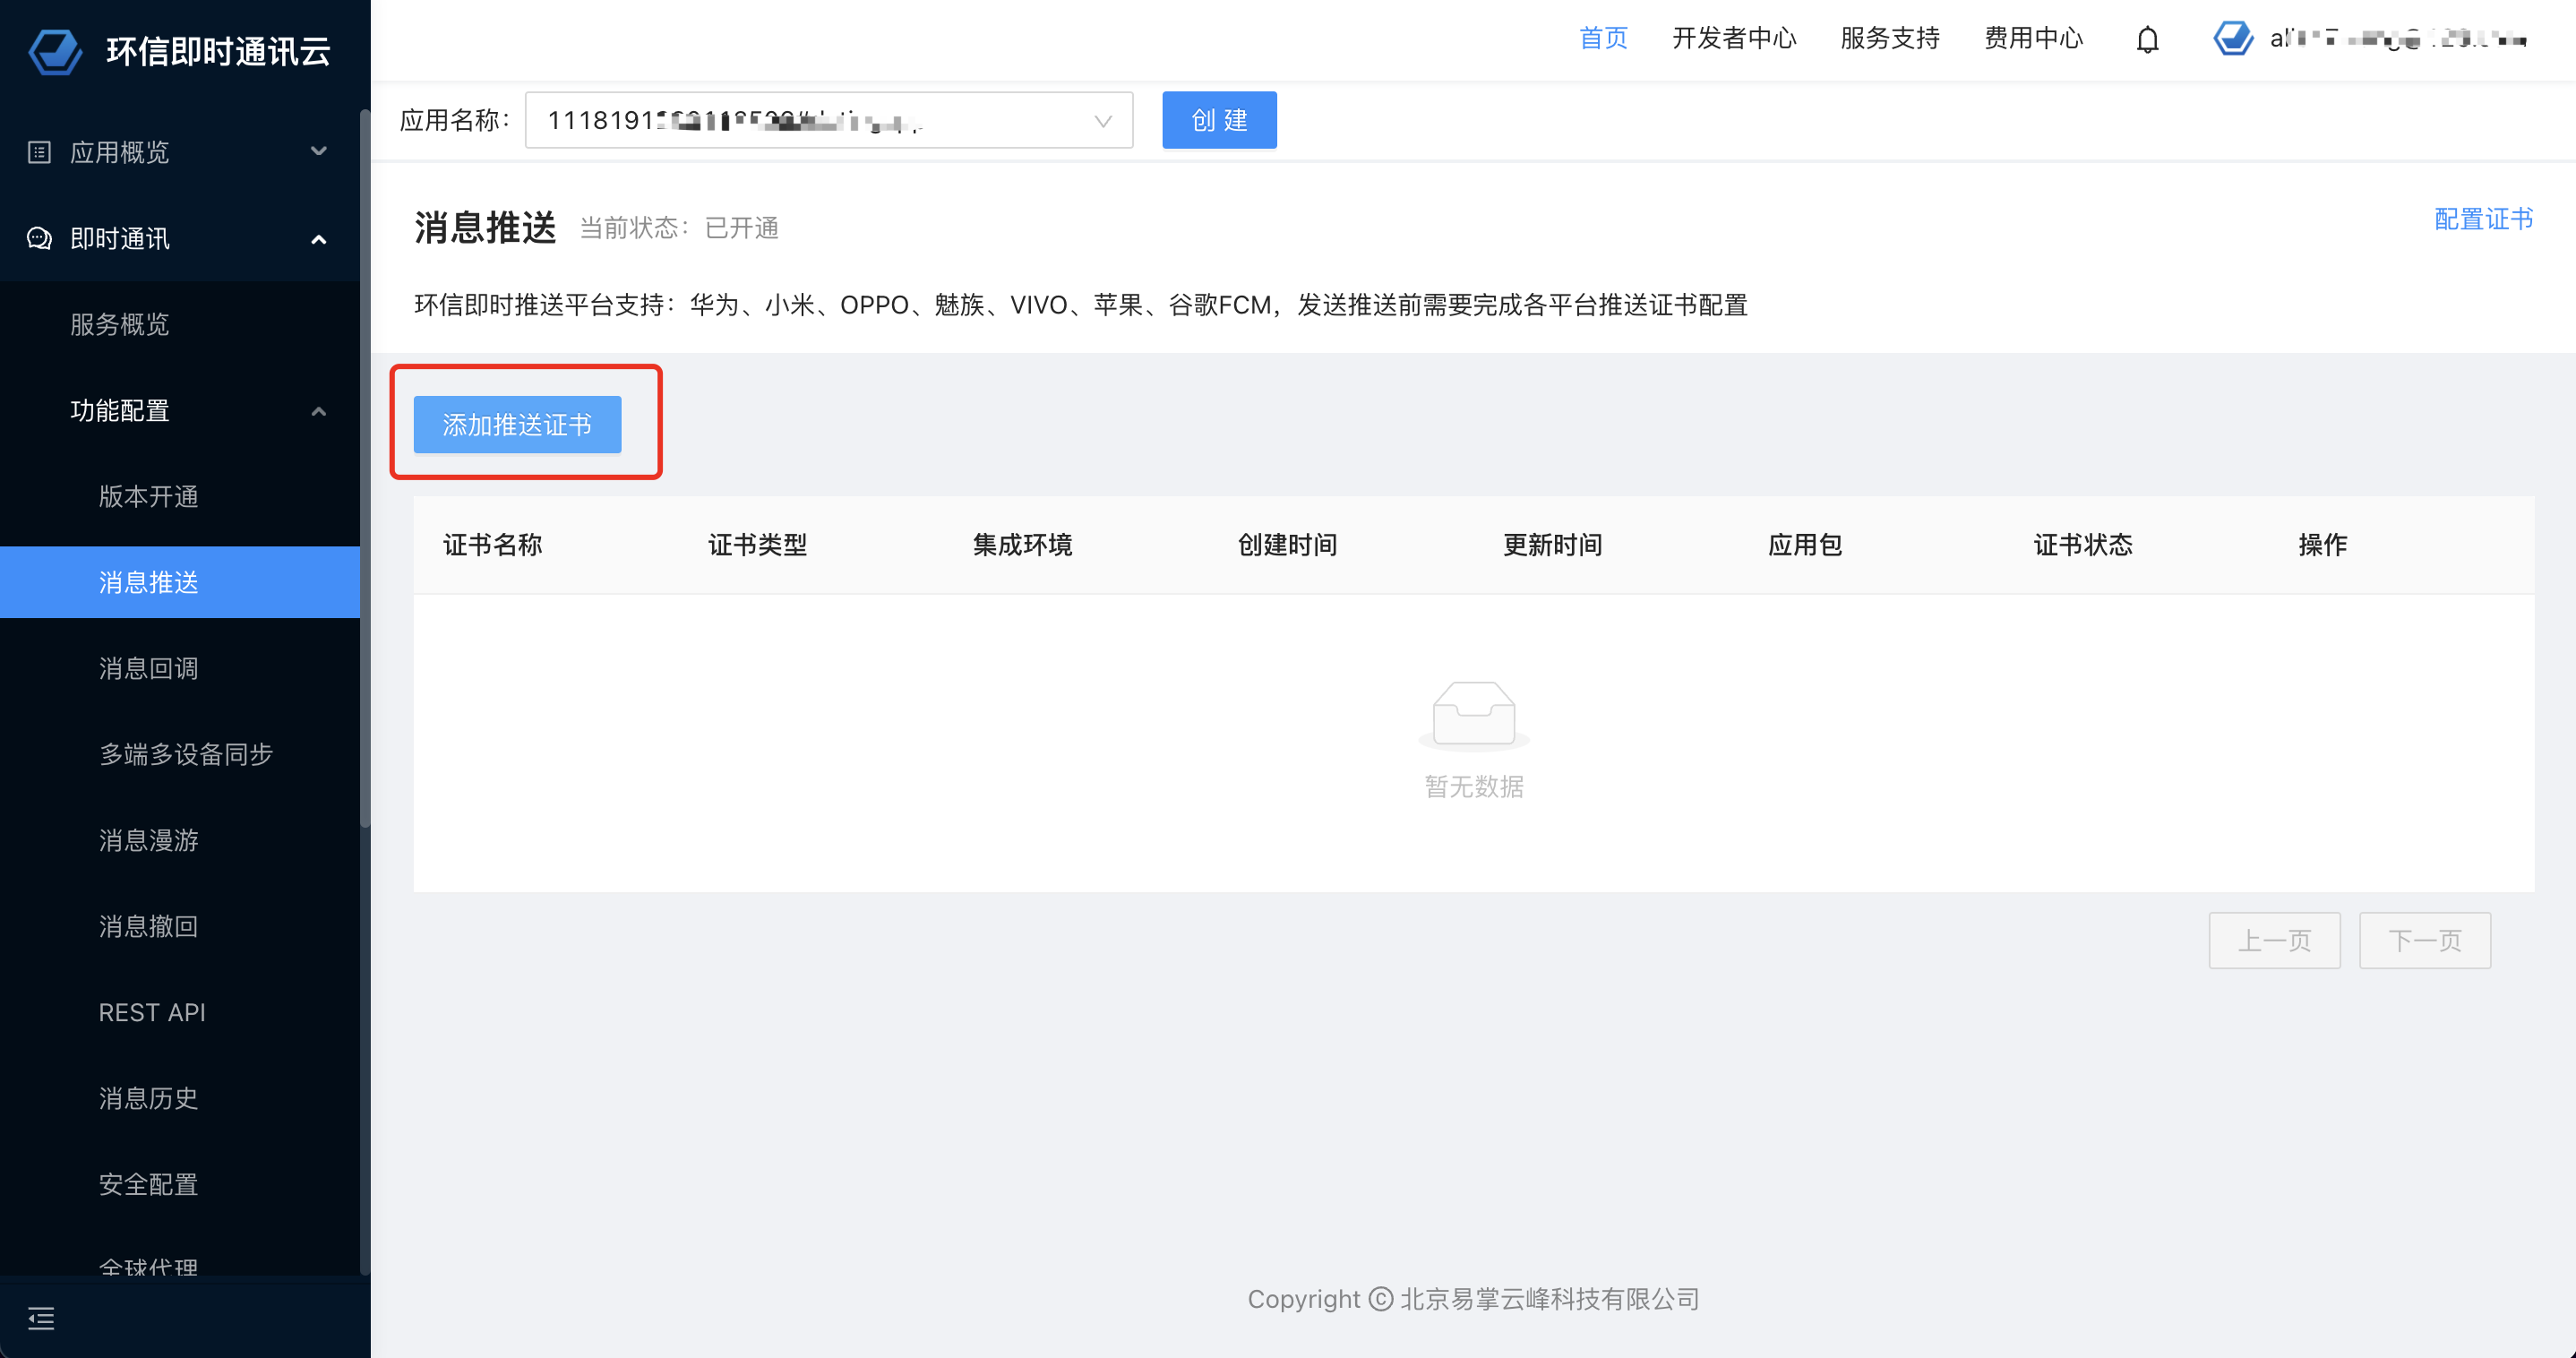 环信即时通讯云
首页 开发者中心 服务支持 费用中心
应用名称：
创 建
应用概览
即时通讯
服务概览
功能配置
版本开通
消息推送
消息回调
多端多设备同步
消息漫游
消息撤回
REST API
消息历史
安全配置
全球代理
消息推送 当前状态：已开通
配置证书
环信即时推送平台支持：华为、小米、OPPO、魅族、VIVO、苹果、谷歌FCM，发送推送前需要完成各平台推送证书配置
添加推送证书
证书名称 证书类型 集成环境 创建时间 更新时间 应用包 证书状态 操作
暂无数据
上一页 下一页
Copyright © 北京易掌云峰科技有限公司